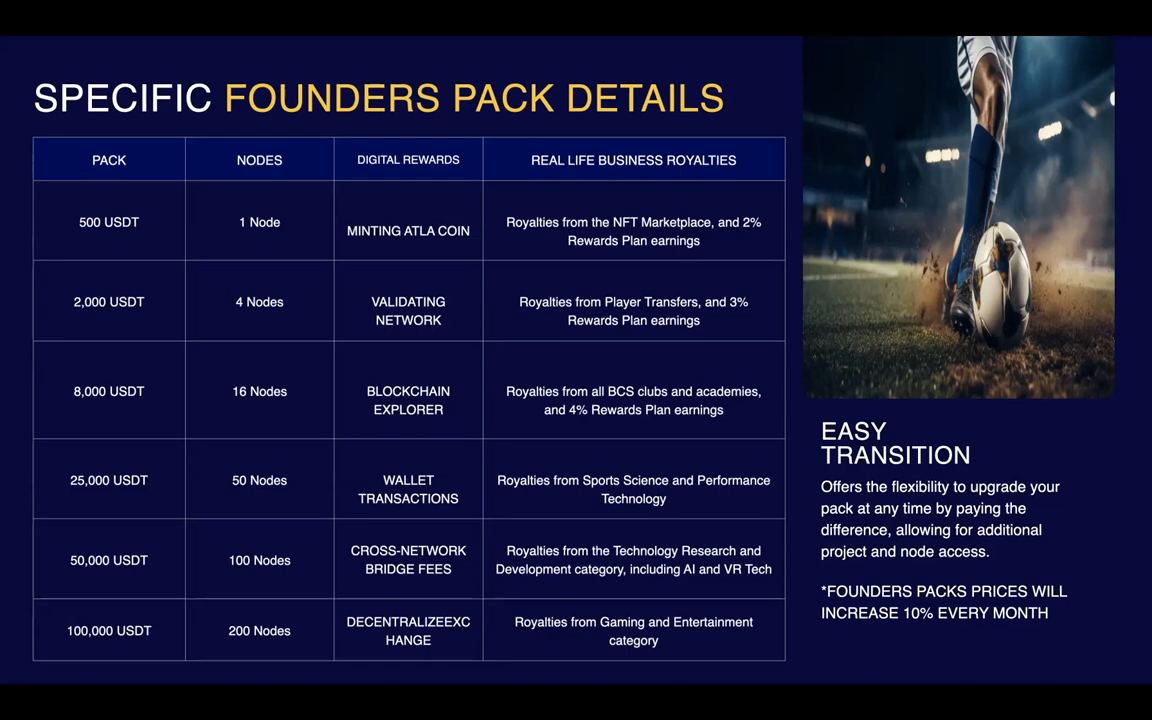 SPECIFIC FOUNDERS PACK DETAILS
PACK
NODES
DIGITAL REWARDS
REAL LIFE BUSINESS ROYALTIES
500 USDT
1 Node
MINTING ATLA COIN
Royalties from the NFT Marketplace, and 2%
Rewards Plan earnings
2,000 USDT
4 Nodes
VALIDATING
NETWORK
Royalties from Player Transfers, and 3%
Rewards Plan earnings
8,000 USDT
16 Nodes
BLOCKCHAIN
EXPLORER
Royalties from all BCS clubs and academies,
and 4% Rewards Plan earnings
25,000 USDT
50 Nodes
WALLET
TRANSACTIONS
Royalties from Sports Science and Performance
Technology
50,000 USDT
100 Nodes
CROSS-NETWORK
BRIDGE FEES
Royalties from the Technology Research and
Development category, including AI and VR Tech
100,000 USDT
200 Nodes
DECENTRALIZEEXC
HANGE
Royalties from Gaming and Entertainment
category
EASY
TRANSITION
Offers the flexibility to upgrade your
pack at any time by paying the
difference, allowing for additional
project and node access.
*FOUNDERS PACKS PRICES WILL
INCREASE 10% EVERY MONTH